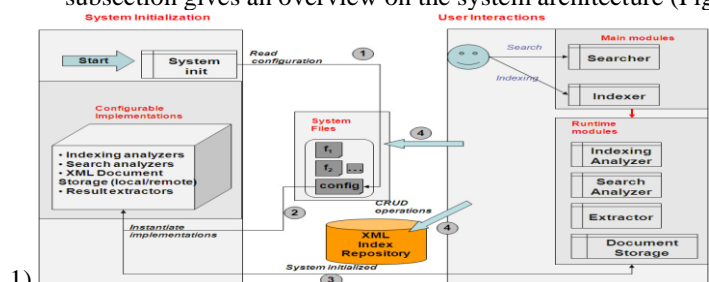 subsection gives an overview on the system architecture (Fig
System Initialization
User Interactions
Start
System
init
Read
configuration
1
Search
Indexing
Main modules
Searcher
Indexer
Configurable
Implementations
• Indexing analyzers
• Search analyzers
• XML Document
Storage (local/remote)
• Result extractors
System
Files
f1
f2 ...
config
4
Runtime
modules
Indexing
Analyzer
Search
Analyzer
Extractor
Document
Storage
2
Instantiate
implementations
CRUD
operations
4
XML
Index
Repository
System Initialized
3
1)